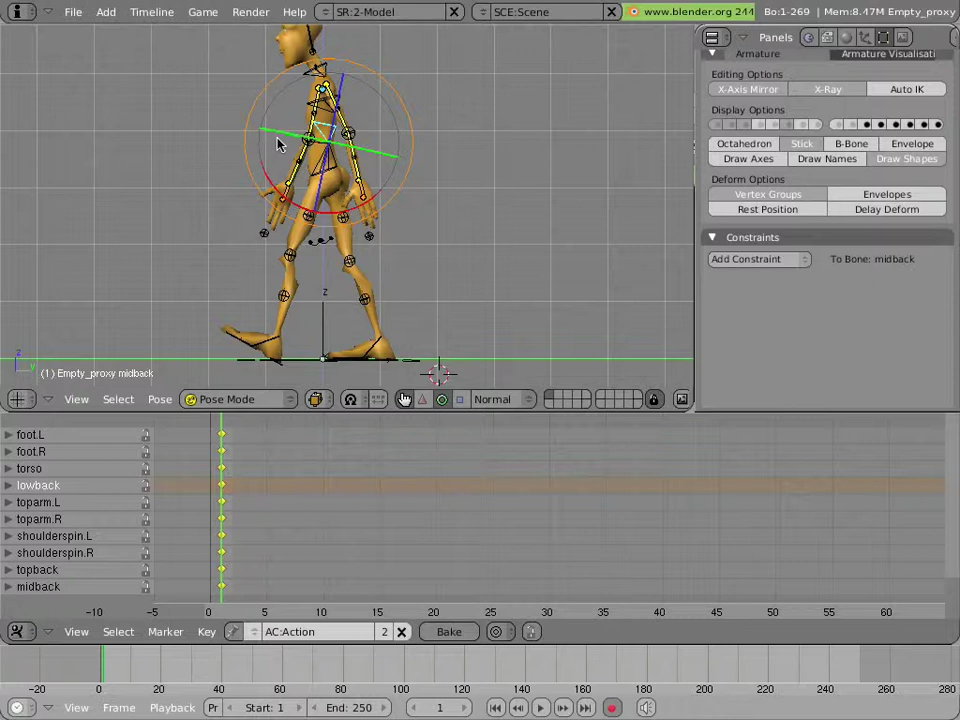 File Add Timeline Game Render Help SR:2-Model SCE:Scene www.blender.org 244 Bo:1-269 | Mem:8.47M Empty_proxy
Panels
Armature Armature Visualisati
Editing Options
X-Axis Mirror X-Ray Auto IK
Display Options
Octahedron Stick B-Bone Envelope
Draw Axes Draw Names Draw Shapes
Deform Options
Vertex Groups Envelopes
Rest Position Delay Deform
Constraints
Add Constraint To Bone: midback
z
z
y
(1) Empty_proxy midback
View Select Pose Pose Mode Normal
foot.L
foot.R
torso
lowback
toparm.L
toparm.R
shoulderspin.L
shoulderspin.R
topback
midback
-10 -5 0 5 10 15 20 25 30 35 40 45 50 55 60
View Select Marker Key AC:Action 2 Bake
-20 0 20 40 60 80 100 120 140 160 180 200 220 240 260 280
View Frame Playback Pr Start: 1 End: 250 1